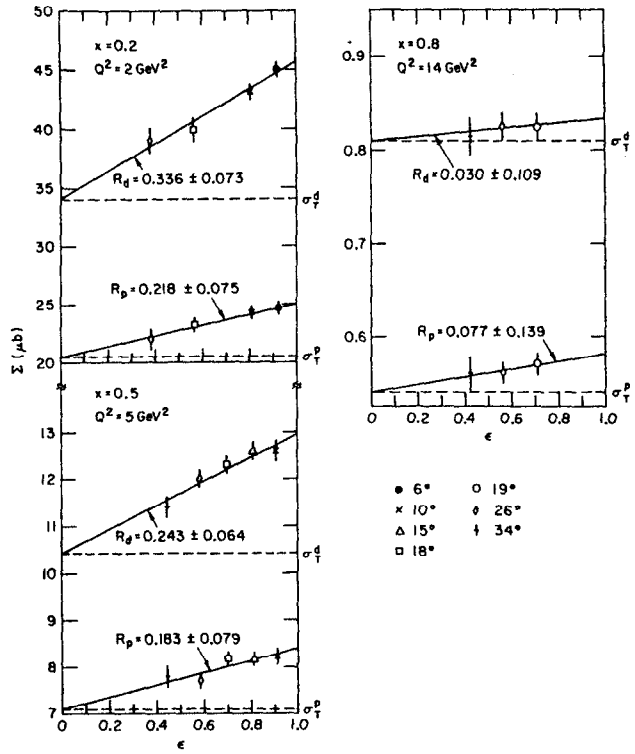 50
x = 0.2
Q² = 2 GeV²
45
40
R_d = 0.336 ± 0.073
35
σ_T^d
30
R_p = 0.218 ± 0.075
25
20
σ_T^p
Σ (μb)
x = 0.5
Q² = 5 GeV²
13
12
11
R_d = 0.243 ± 0.064
10
σ_T^d
9
R_p = 0.183 ± 0.079
8
7
σ_T^p
0 0.2 0.4 0.6 0.8 1.0
ε
0.9
x = 0.8
Q² = 14 GeV²
0.8
σ_T^d
R_d = 0.030 ± 0.109
0.7
0.6
R_p = 0.077 ± 0.139
σ_T^p
0 0.2 0.4 0.6 0.8 1.0
ε
● 6° ○ 19°
× 10° ◊ 26°
△ 15° + 34°
□ 18°